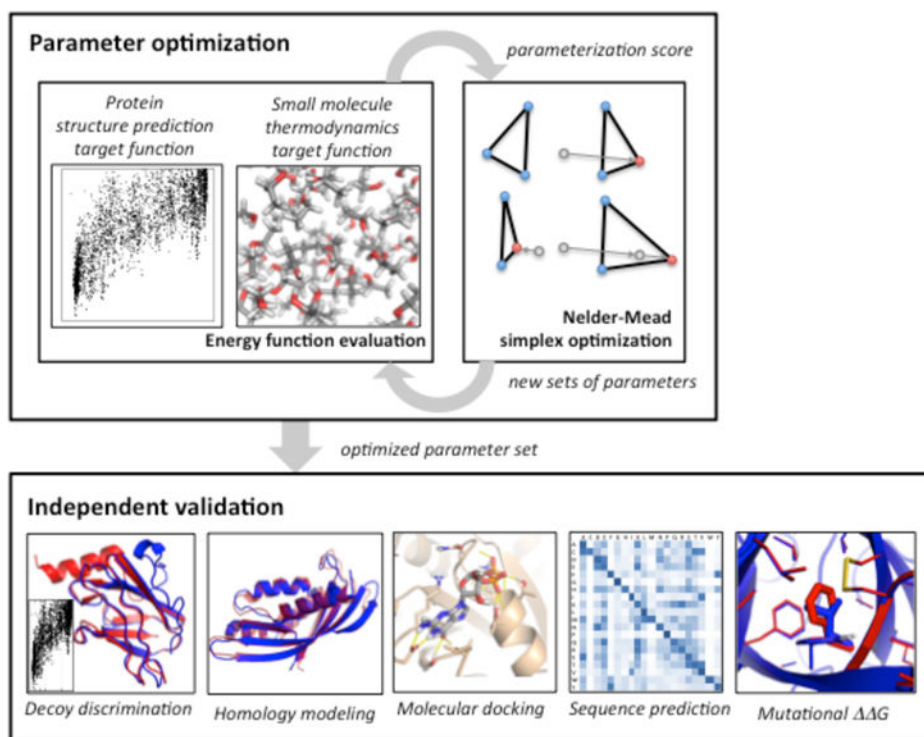 Parameter optimization
parameterization score
Protein
structure prediction
target function
Small molecule
thermodynamics
target function
Energy function evaluation
Nelder-Mead
simplex optimization
new sets of parameters
optimized parameter set
Independent validation
Decoy discrimination
Homology modeling
Molecular docking
Sequence prediction
Mutational ΔΔG